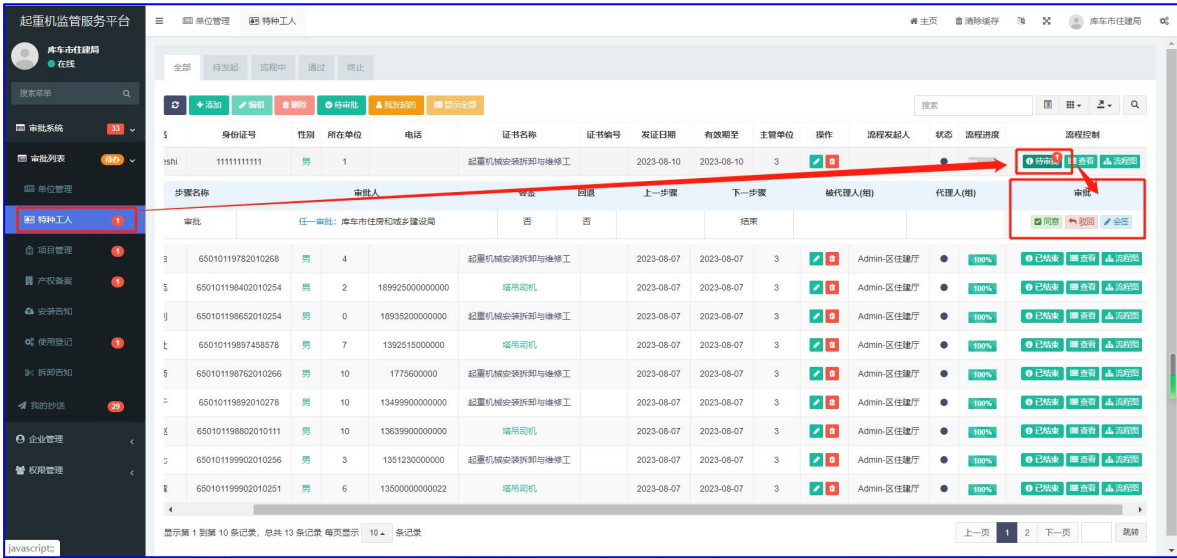 起重机监管服务平台 单位管理 特种工人 主页 清除缓存 库车市住建局
库车市住建局
在线
搜索菜单
审批系统 33
审批列表 待办
单位管理
特种工人 1
项目管理 1
产权备案 1
安装告知
使用登记 1
拆卸告知
我的抄送 29
企业管理
权限管理
全部 待发起 流程中 通过 终止
添加 编辑 删除 待审批 我发起的 显示全部 搜索
身份证号 性别 所在单位 电话 证书名称 证书编号 发证日期 有效期至 主管单位 操作 流程发起人 状态 流程进度 流程控制
eshi 11111111111 男 1 起重机械安装拆卸与维修工 2023-08-10 2023-08-10 3 待审批 1 查看 流程图
步骤名称 审批人 会签 回退 上一步骤 下一步骤 被代理人(组) 代理人(组) 审批
审批 任一审批: 库车市住房和城乡建设局 否 否 结束 同意 驳回 会签
65010119782010268 男 4 起重机械安装拆卸与维修工 2023-08-07 2023-08-07 3 Admin-区住建厅 100% 已结束 查看 流程图
650101198402010254 男 2 189925000000000 塔吊司机 2023-08-07 2023-08-07 3 Admin-区住建厅 100% 已结束 查看 流程图
650101198652010254 男 0 18935200000000 起重机械安装拆卸与维修工 2023-08-07 2023-08-07 3 Admin-区住建厅 100% 已结束 查看 流程图
65010119897458578 男 7 1392515000000 塔吊司机 2023-08-07 2023-08-07 3 Admin-区住建厅 100% 已结束 查看 流程图
650101198762010266 男 10 1775600000 起重机械安装拆卸与维修工 2023-08-07 2023-08-07 3 Admin-区住建厅 100% 已结束 查看 流程图
65010119892010278 男 10 13499900000000 起重机械安装拆卸与维修工 2023-08-07 2023-08-07 3 Admin-区住建厅 100% 已结束 查看 流程图
650101198802010111 男 10 13639900000000 塔吊司机 2023-08-07 2023-08-07 3 Admin-区住建厅 100% 已结束 查看 流程图
650101199902010256 男 3 1351230000000 起重机械安装拆卸与维修工 2023-08-07 2023-08-07 3 Admin-区住建厅 100% 已结束 查看 流程图
650101199902010251 男 6 13500000000022 塔吊司机 2023-08-07 2023-08-07 3 Admin-区住建厅 100% 已结束 查看 流程图
显示第 1 到第 10 条记录, 总共 13 条记录 每页显示 10 条记录 上一页 1 2 下一页 跳转
javascript:;